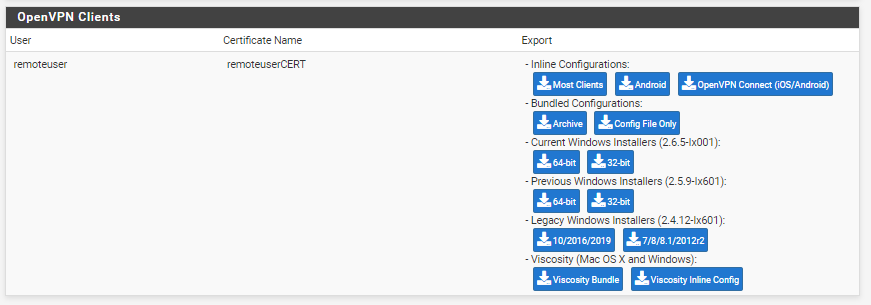 OpenVPN Clients
User Certificate Name Export
remoteuser remoteuserCERT - Inline Configurations:
Most Clients Android OpenVPN Connect (iOS/Android)
- Bundled Configurations:
Archive Config File Only
- Current Windows Installers (2.6.5-Ix001):
64-bit 32-bit
- Previous Windows Installers (2.5.9-Ix601):
64-bit 32-bit
- Legacy Windows Installers (2.4.12-Ix601):
10/2016/2019 7/8/8.1/2012r2
- Viscosity (Mac OS X and Windows):
Viscosity Bundle Viscosity Inline Config